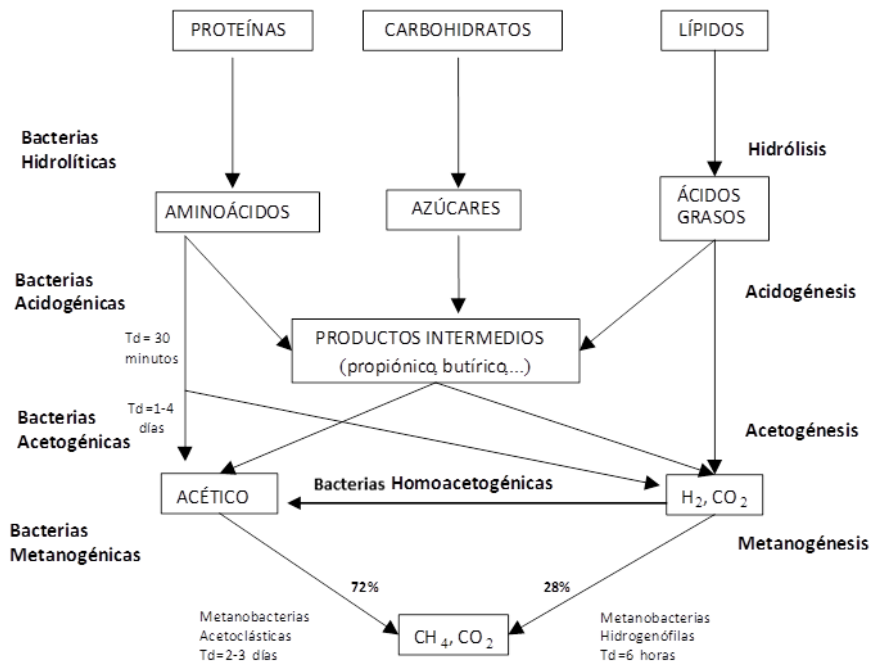 PROTEÍNAS
CARBOHIDRATOS
LÍPIDOS
Bacterias
Hidrolíticas
Hidrólisis
AMINOÁCIDOS
AZÚCARES
ÁCIDOS
GRASOS
Bacterias
Acidogénicas
Acidogénesis
Td= 30
minutos
PRODUCTOS INTERMEDIOS
(propiónico, butírico,...)
Bacterias
Acetogénicas
Td=1-4
días
Acetogénesis
ACÉTICO
Bacterias Homoacetogénicas
H2, CO2
Bacterias
Metanogénicas
Metanogénesis
72%
28%
Metanobacterias
Acetoclásticas
Td=2-3 días
CH4, CO2
Metanobacterias
Hidrogenófilas
Td=6 horas